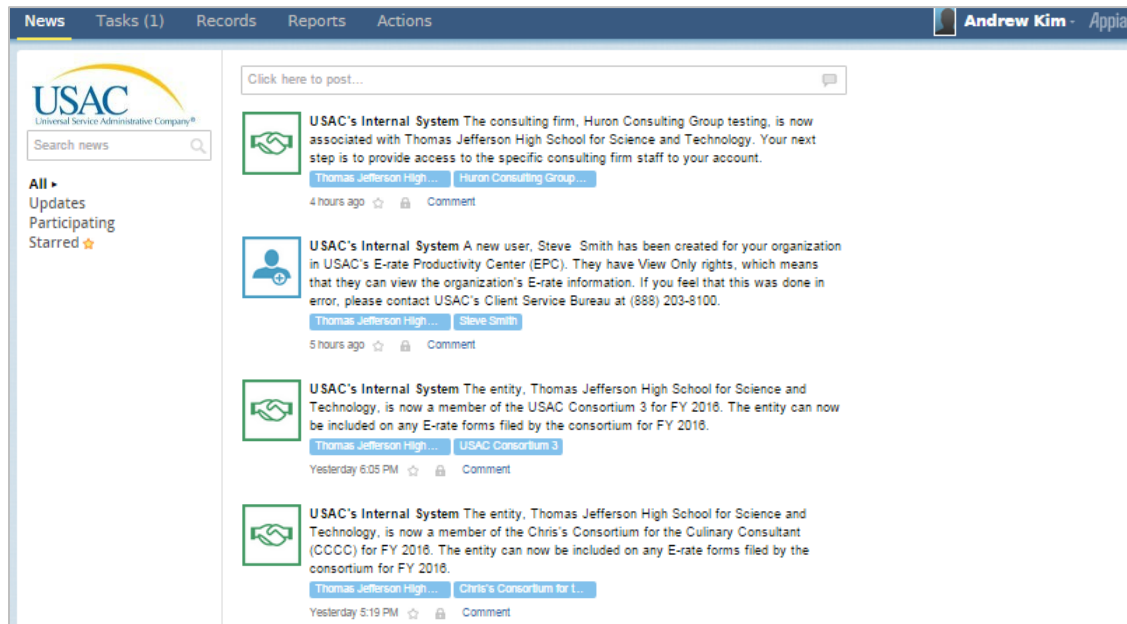 News Tasks (1) Records Reports Actions Andrew Kim - Appia
USAC
Universal Service Administrative Company®
Search news
All
Updates
Participating
Starred
Click here to post...
USAC's Internal System The consulting firm, Huron Consulting Group testing, is now
associated with Thomas Jefferson High School for Science and Technology. Your next
step is to provide access to the specific consulting firm staff to your account.
Thomas Jefferson High... Huron Consulting Group...
4 hours ago Comment
USAC's Internal System A new user, Steve Smith has been created for your organization
in USAC's E-rate Productivity Center (EPC). They have View Only rights, which means
that they can view the organization's E-rate information. If you feel that this was done in
error, please contact USAC's Client Service Bureau at (888) 203-8100.
Thomas Jefferson High... Steve Smith
5 hours ago Comment
USAC's Internal System The entity, Thomas Jefferson High School for Science and
Technology, is now a member of the USAC Consortium 3 for FY 2016. The entity can now
be included on any E-rate forms filed by the consortium for FY 2016.
Thomas Jefferson High... USAC Consortium 3
Yesterday 6:05 PM Comment
USAC's Internal System The entity, Thomas Jefferson High School for Science and
Technology, is now a member of the Chris's Consortium for the Culinary Consultant
(CCCC) for FY 2016. The entity can now be included on any E-rate forms filed by the
consortium for FY 2016.
Thomas Jefferson High... Chris's Consortium for t...
Yesterday 5:19 PM Comment